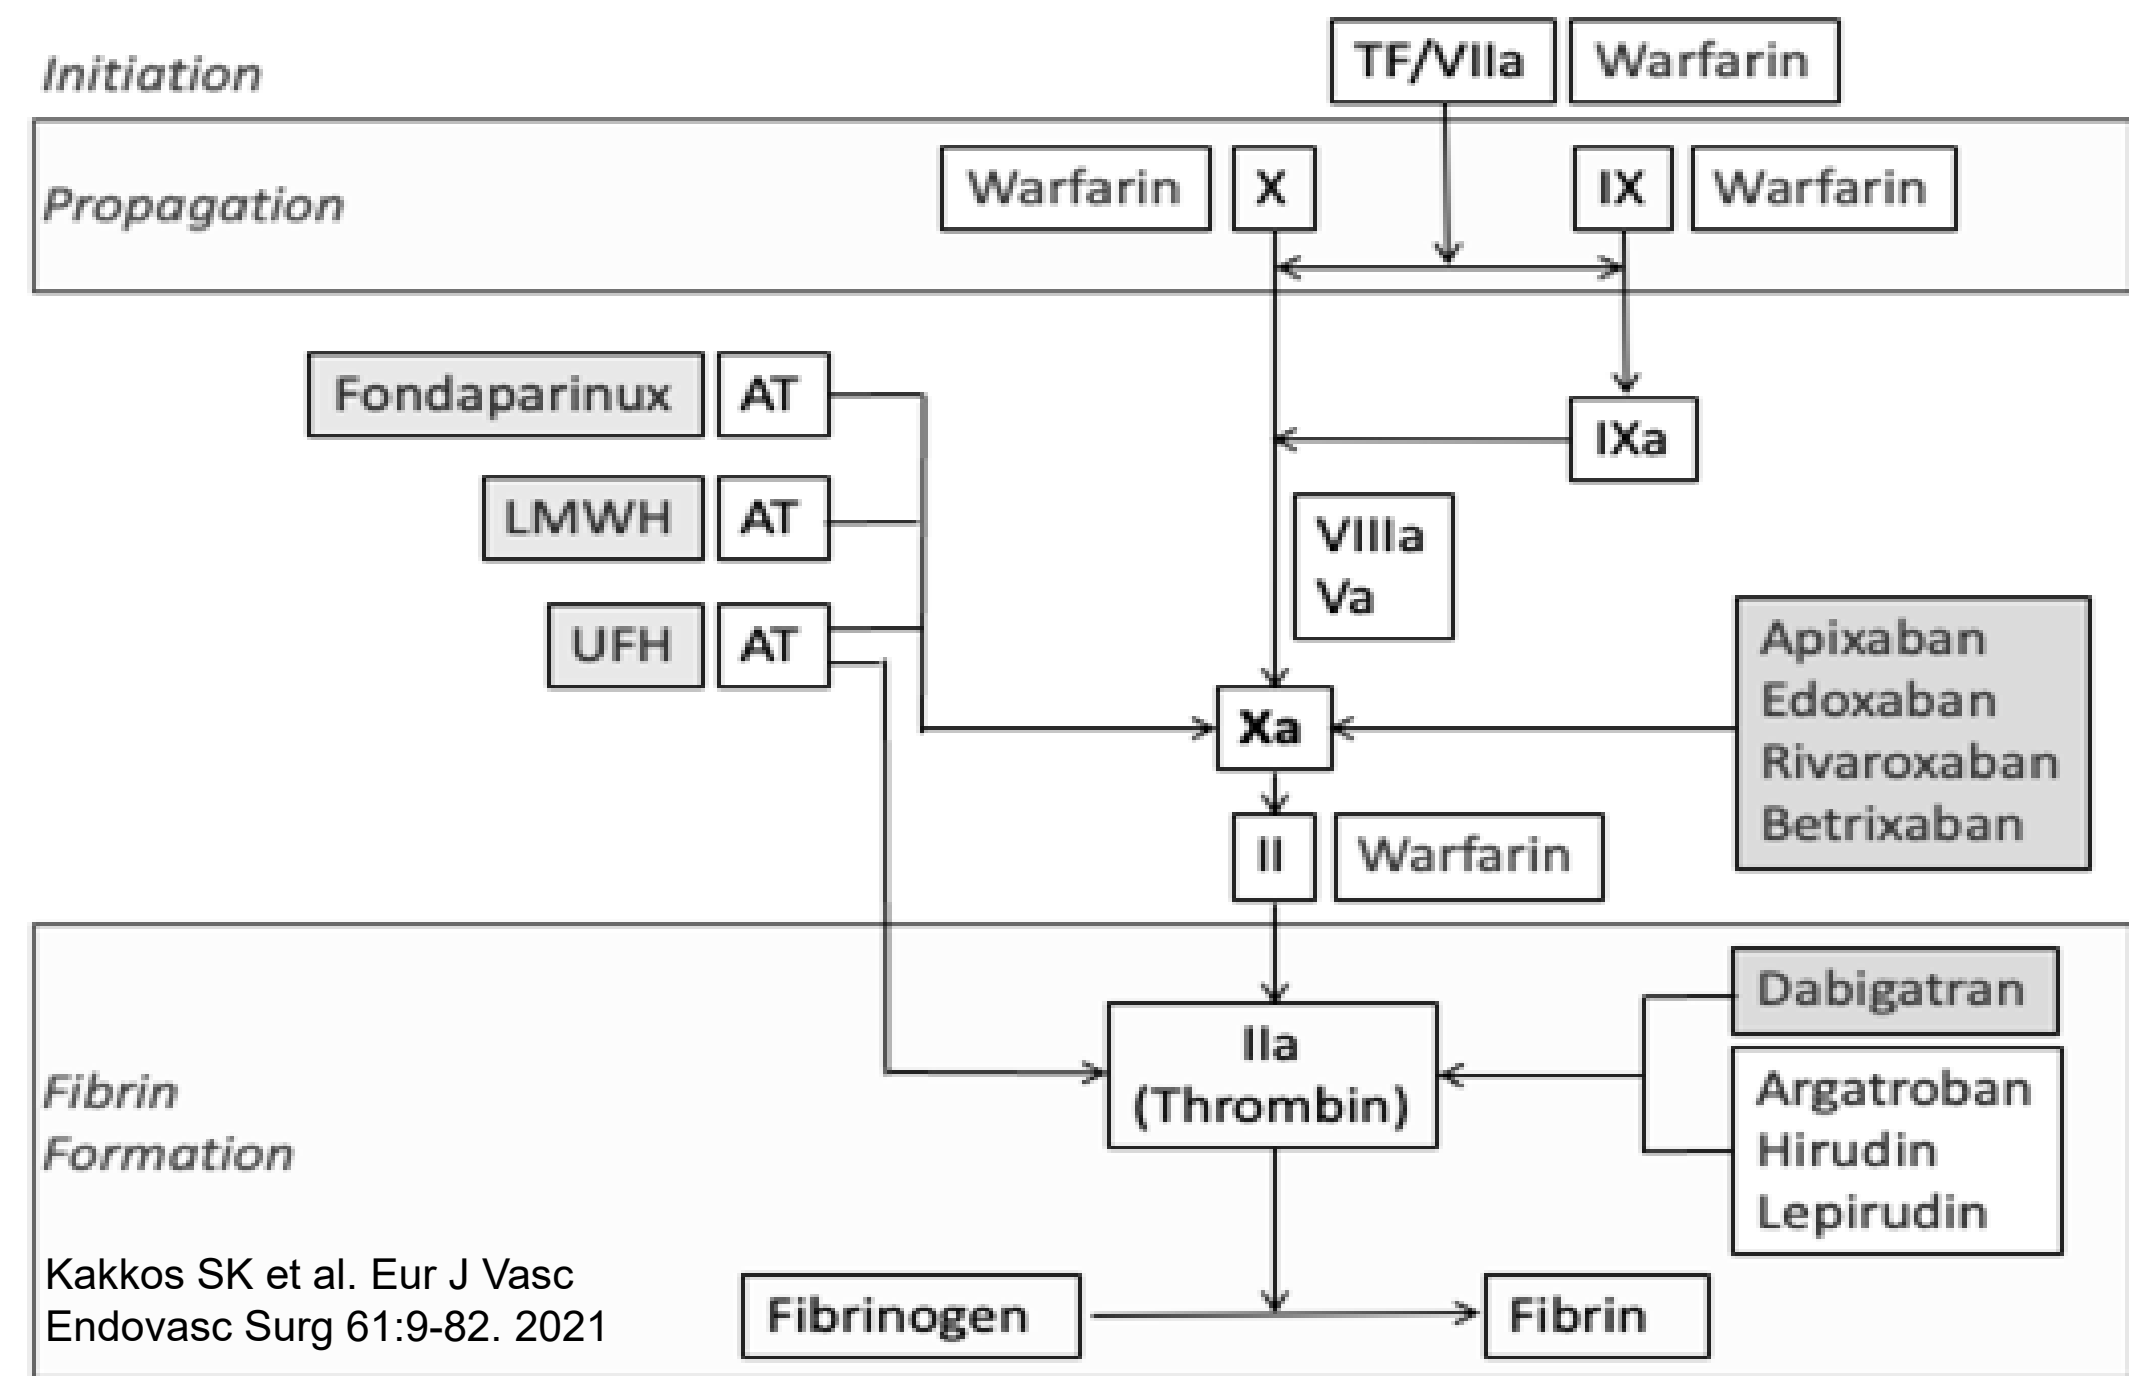 Initiation
TF/VIIa
Warfarin
Propagation
Warfarin
X
IX
Warfarin
Fondaparinux
AT
IXa
LMWH
AT
VIIIa
Va
UFH
AT
Apixaban
Edoxaban
Rivaroxaban
Betrixaban
Xa
II
Warfarin
Dabigatran
IIa
(Thrombin)
Argatroban
Hirudin
Lepirudin
Fibrin
Formation
Kakkos SK et al. Eur J Vasc
Endovasc Surg 61:9-82. 2021
Fibrinogen
Fibrin